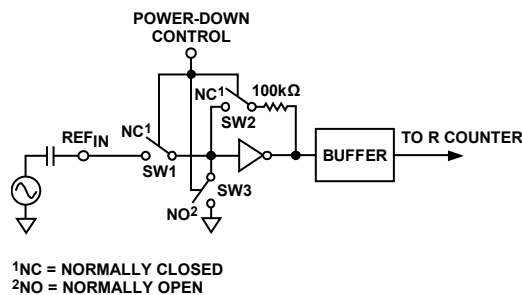 POWER-DOWN
CONTROL
NC1 100kΩ
SW2
REFIN NC1
SW1
SW3
NO2
BUFFER
TO R COUNTER
1NC = NORMALLY CLOSED
2NO = NORMALLY OPEN